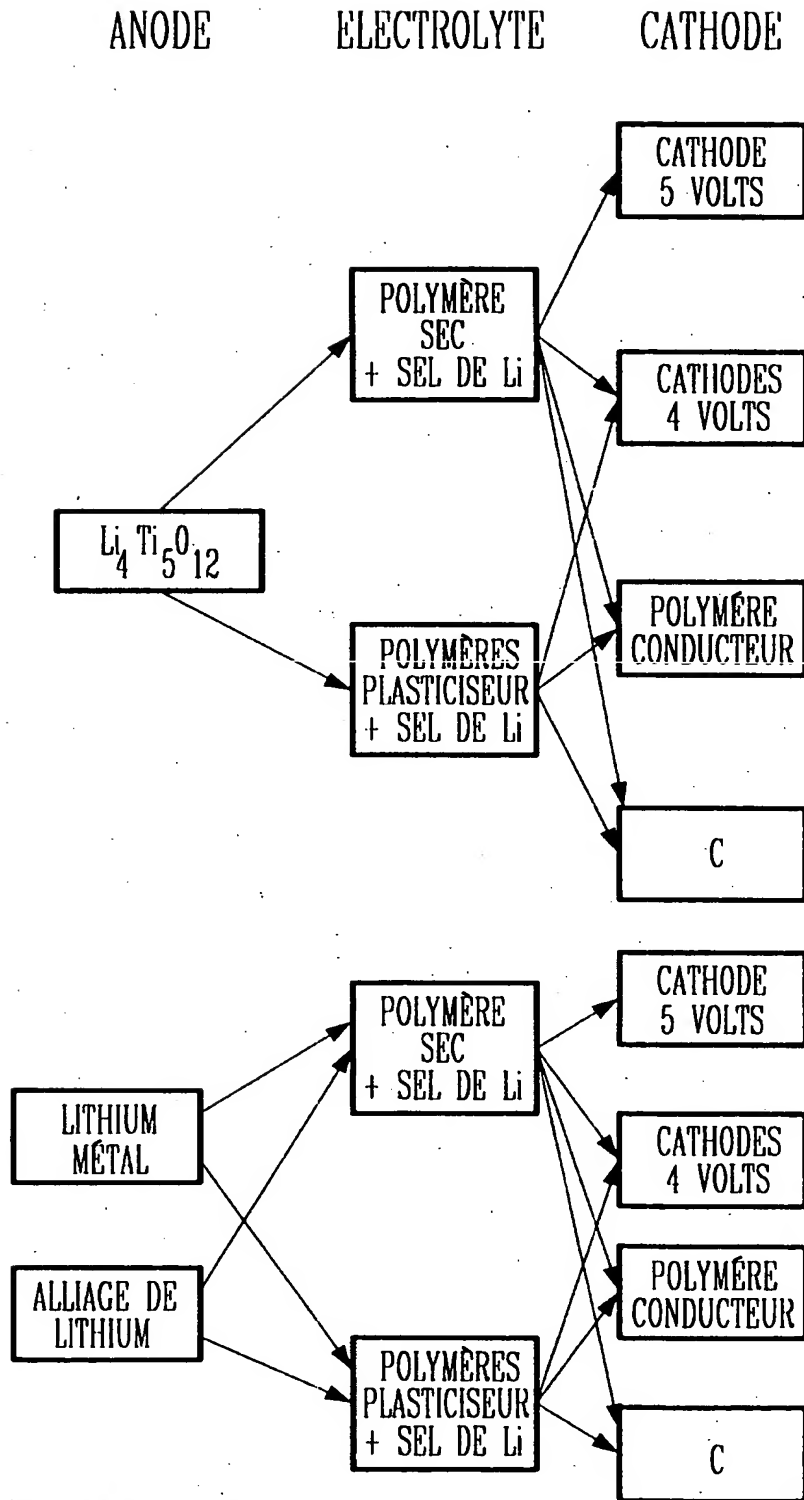 ANODE ELECTROLYTE CATHODE
CATHODE
5 VOLTS
POLYMÈRE
SEC
+ SEL DE Li
CATHODES
4 VOLTS
Li4 Ti5O12
POLYMÉRE
CONDUCTEUR
POLYMÈRES
PLASTICISEUR
+ SEL DE Li
C
CATHODE
5 VOLTS
POLYMÈRE
SEC
+ SEL DE Li
LITHIUM
MÉTAL
CATHODES
4 VOLTS
ALLIAGE DE
LITHIUM
POLYMÉRE
CONDUCTEUR
POLYMÈRES
PLASTICISEUR
+ SEL DE Li
C